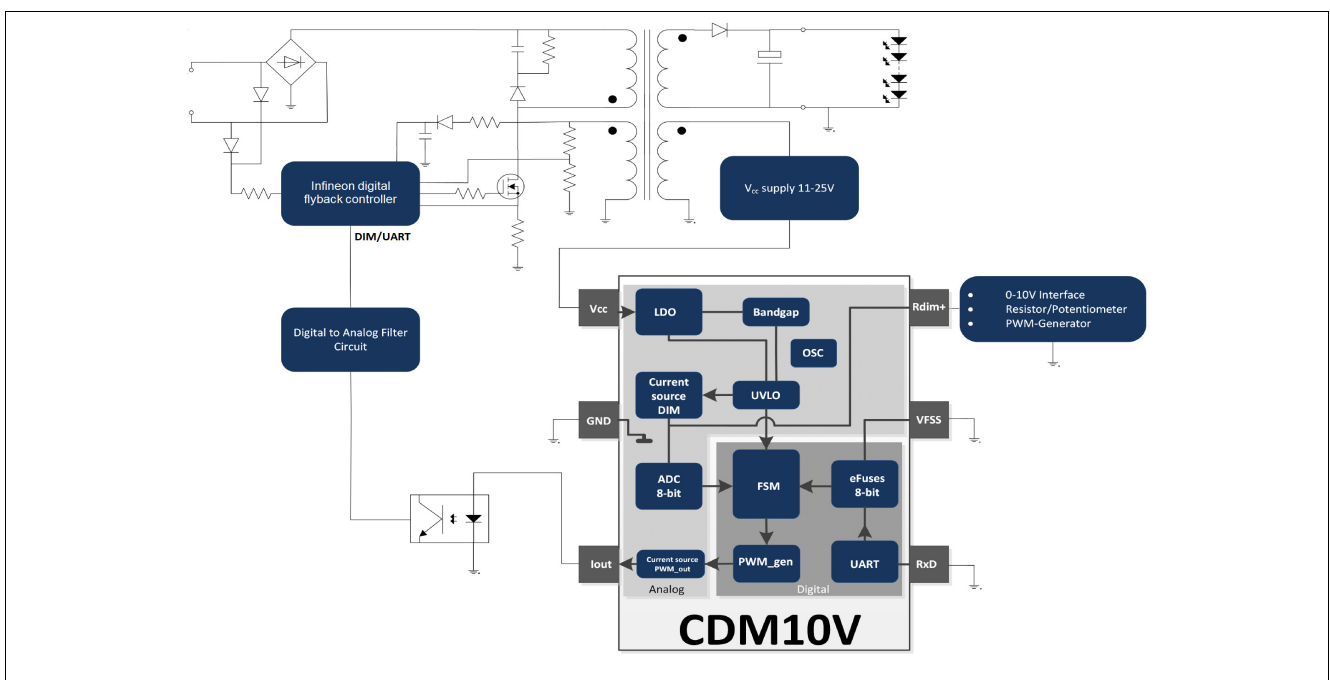 Infineon digital
flyback controller
DIM/UART
Vcc supply 11-25V
Digital to Analog Filter
Circuit
Vcc
LDO
Bandgap
Rdim+
• 0-10V Interface
• Resistor/Potentiometer
• PWM-Generator
OSC
Current
source
DIM
UVLO
GND
VFSS
ADC
8-bit
FSM
eFuses
8-bit
Iout
Current source
PWM_out
PWM_gen
UART
RxD
Analog
Digital
CDM10V